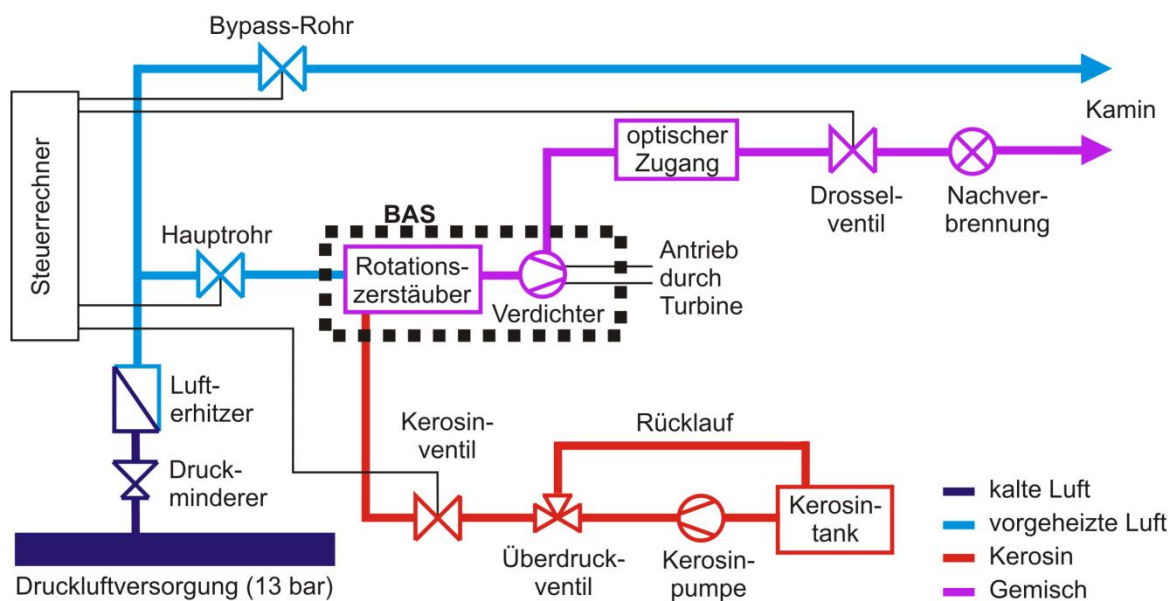 Bypass-Rohr
Kamin
Steuerrechner
optischer
Zugang
Drossel-
ventil
Nachver-
brennung
BAS
Hauptrohr
Rotations-
zerstäuber
Verdichter
Antrieb
durch
Turbine
Luft-
erhitzer
Druck-
minderer
Kerosin-
ventil
Rücklauf
Überdruck-
ventil
Kerosin-
pumpe
Kerosin-
tank
kalte Luft
vorgeheizte Luft
Kerosin
Gemisch
Druckluftversorgung (13 bar)